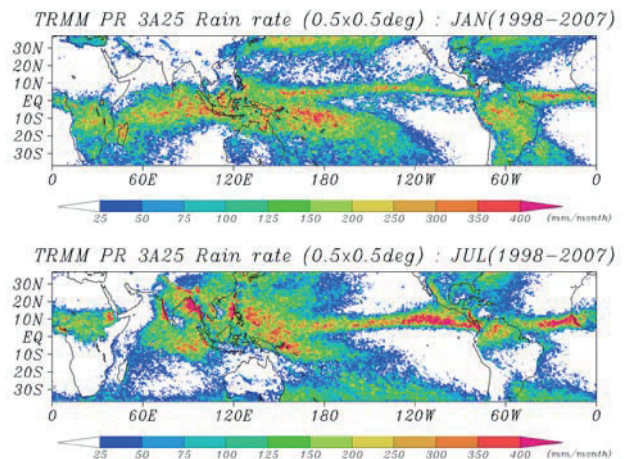 TRMM PR 3A25 Rain rate (0.5x0.5deg) : JAN(1998-2007)
30N
20N
10N
EQ
10S
20S
30S
0 60E 120E 180 120W 60W 0
25 50 75 100 125 150 200 250 300 350 400 (mm/month)
TRMM PR 3A25 Rain rate (0.5x0.5deg) : JUL(1998-2007)
30N
20N
10N
EQ
10S
20S
30S
0 60E 120E 180 120W 60W 0
25 50 75 100 125 150 200 250 300 350 400 (mm/month)